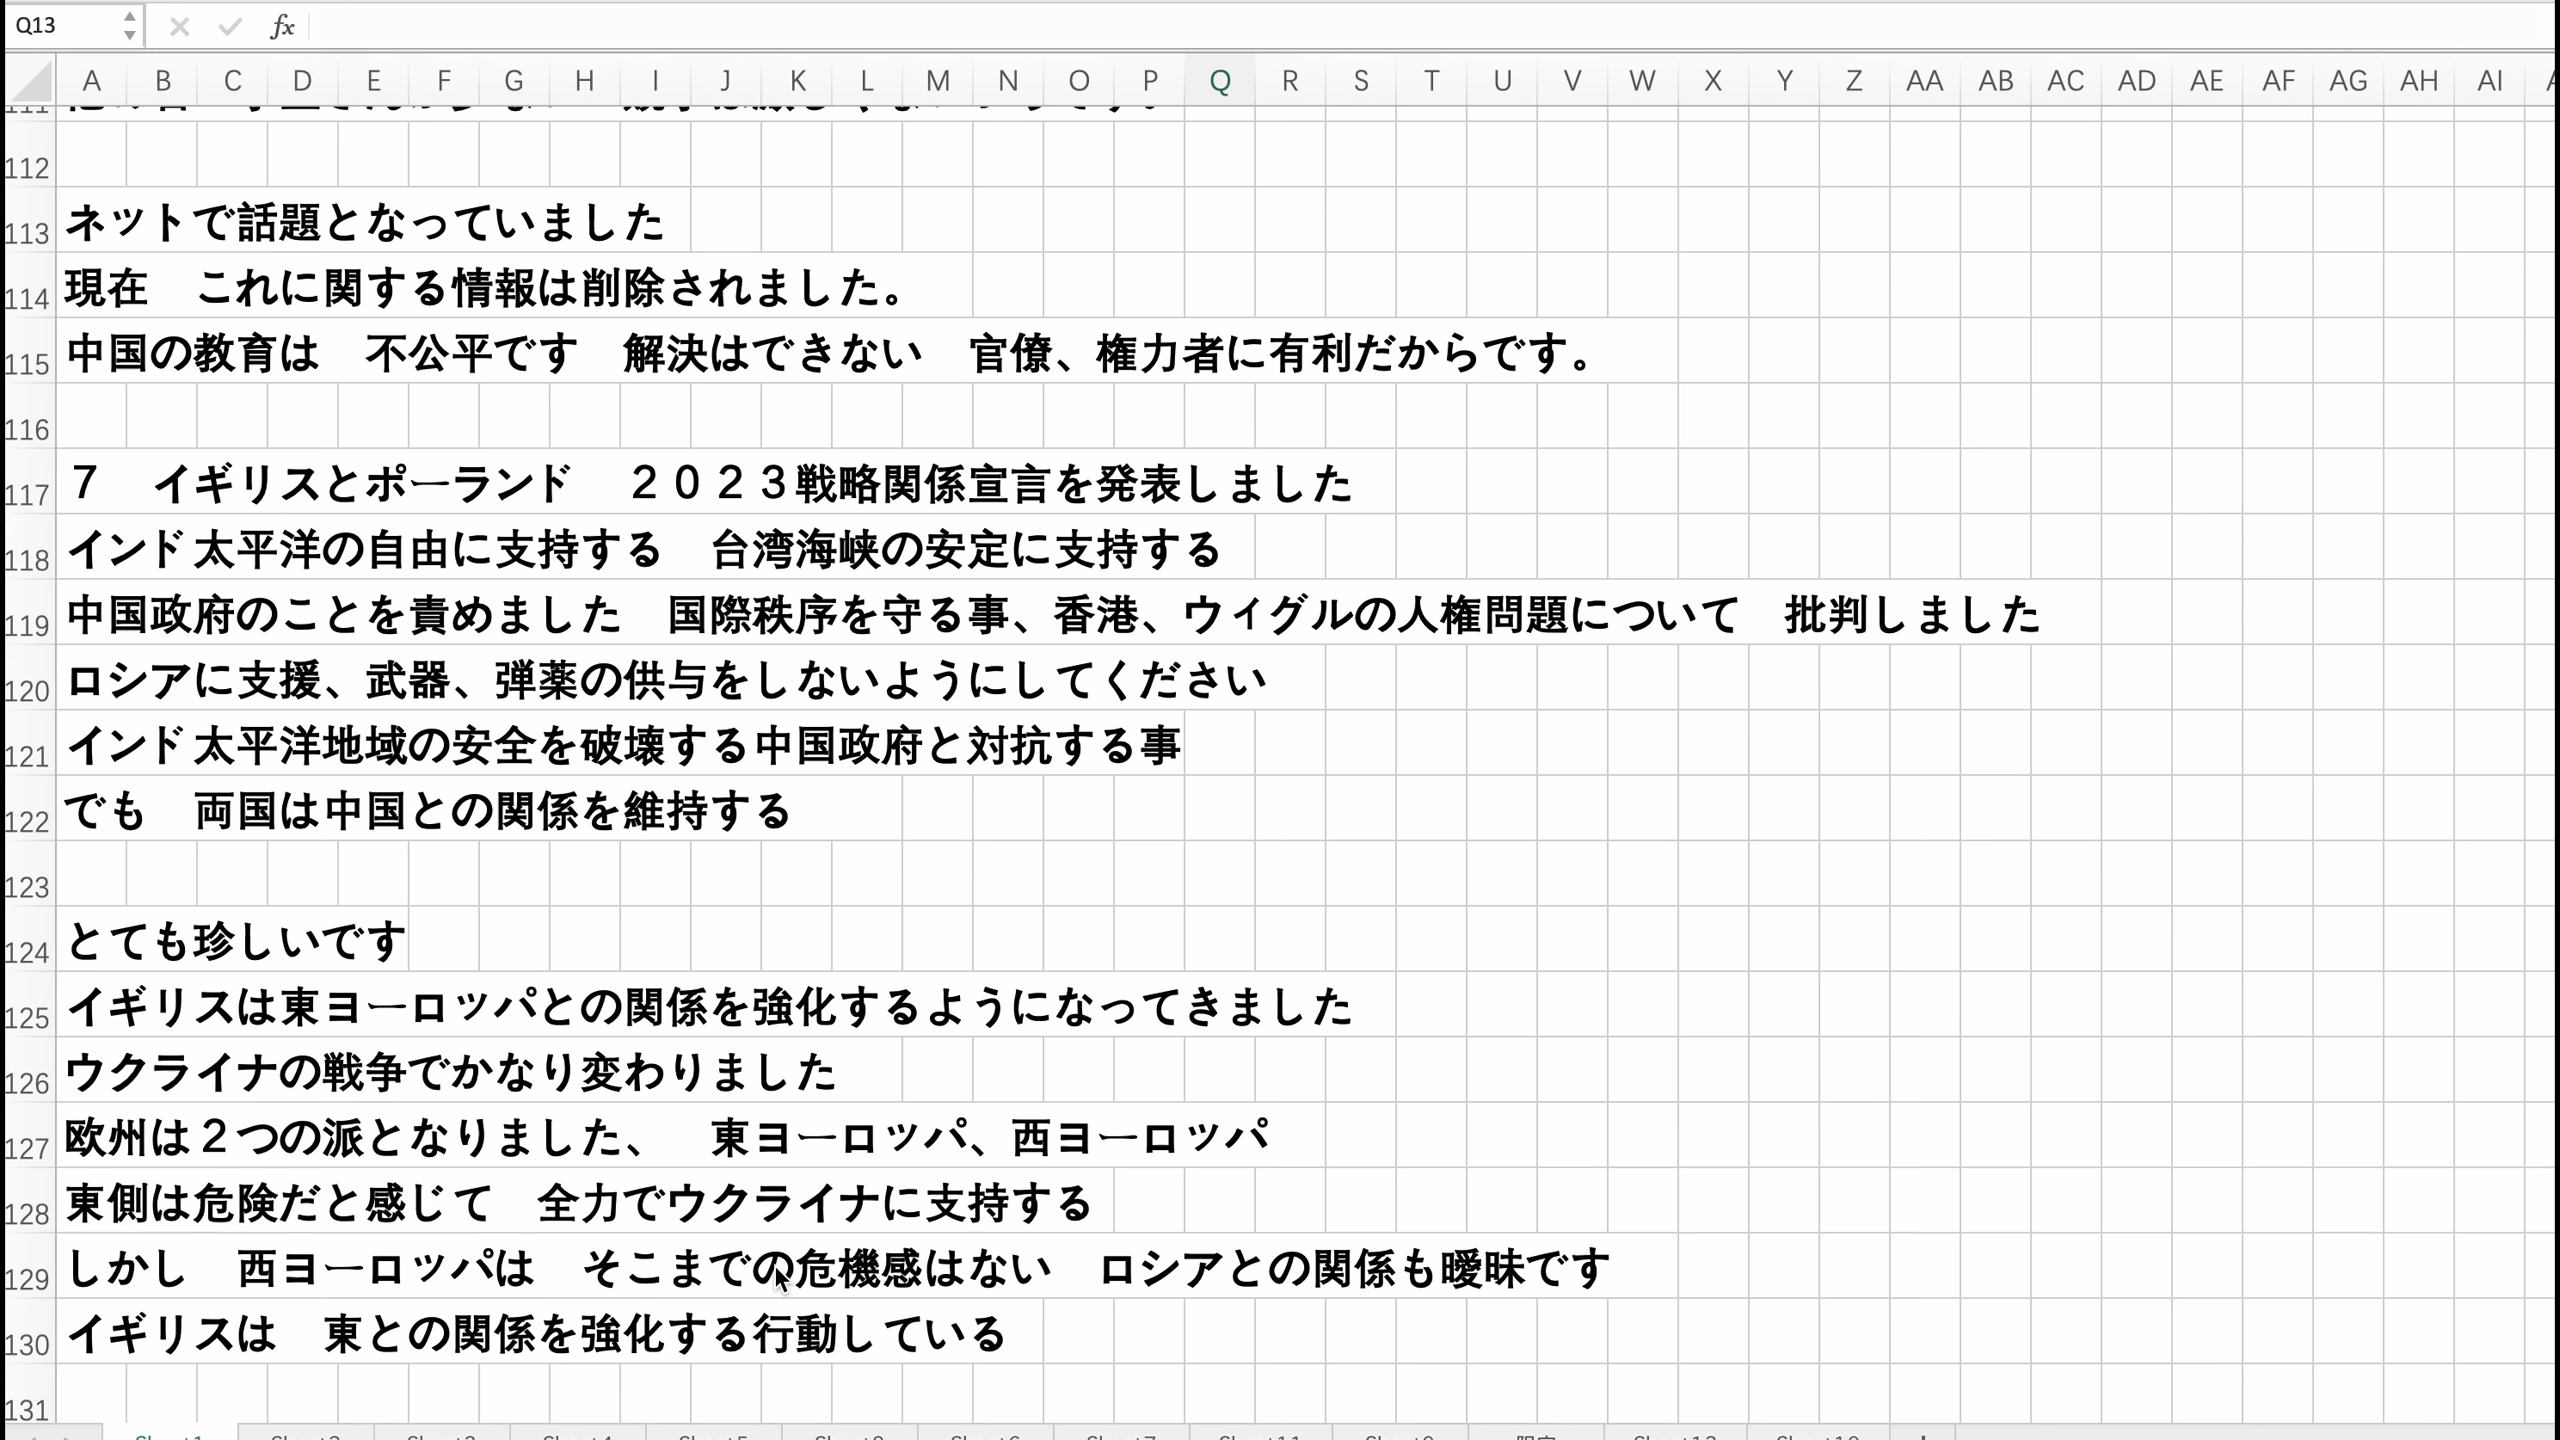 Q13
fx
A B C D E F G H I J K L M N O P Q R S T U V W X Y Z AA AB AC AD AE AF AG AH AI
111
112
113 ネットで話題となっていました
114 現在　これに関する情報は削除されました。
115 中国の教育は　不公平です　解決はできない　官僚、権力者に有利だからです。
116
117 ７　イギリスとポーランド　２０２３戦略関係宣言を発表しました
118 インド太平洋の自由に支持する　台湾海峡の安定に支持する
119 中国政府のことを責めました　国際秩序を守る事、香港、ウィグルの人権問題について　批判しました
120 ロシアに支援、武器、弾薬の供与をしないようにしてください
121 インド太平洋地域の安全を破壊する中国政府と対抗する事
122 でも　両国は中国との関係を維持する
123
124 とても珍しいです
125 イギリスは東ヨーロッパとの関係を強化するようになってきました
126 ウクライナの戦争でかなり変わりました
127 欧州は２つの派となりました、　東ヨーロッパ、西ヨーロッパ
128 東側は危険だと感じて　全力でウクライナに支持する
129 しかし　西ヨーロッパは　そこまでの危機感はない　ロシアとの関係も曖昧です
130 イギリスは　東との関係を強化する行動している
131